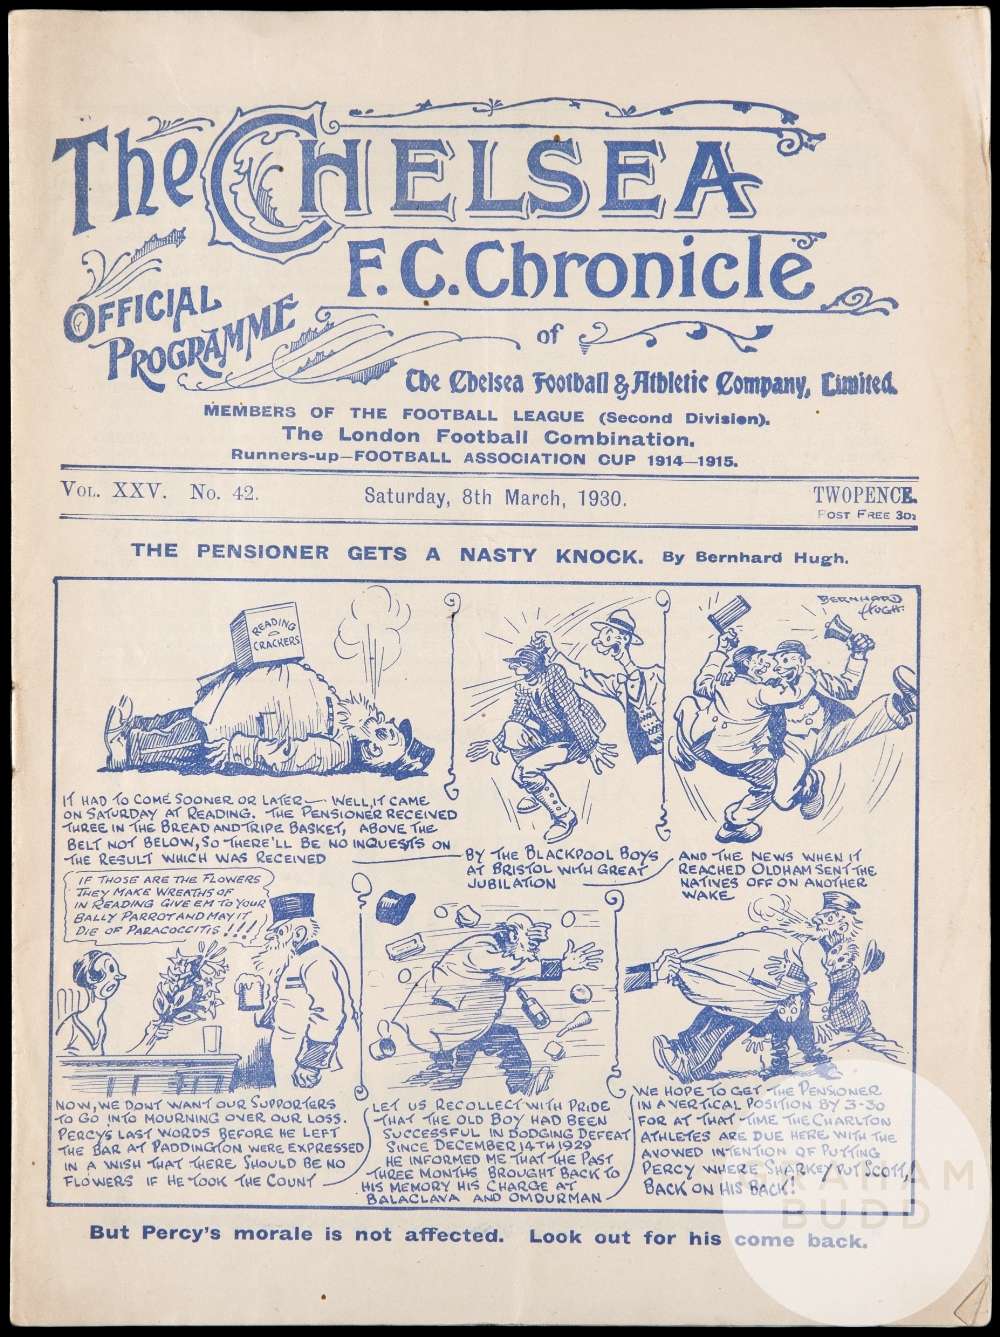 The CHELSEA
F.C. Chronicle
OFFICIAL
PROGRAMME
of
The Chelsea Football & Athletic Company, Limited.
MEMBERS OF THE FOOTBALL LEAGUE (Second Division).
The London Football Combination.
Runners-up—FOOTBALL ASSOCIATION CUP 1914—1915.
VOL. XXV. No. 42.
Saturday, 8th March, 1930.
TWOPENCE.
POST FREE 3D.
THE PENSIONER GETS A NASTY KNOCK. By Bernhard Hugh.
READING
CRACKERS
BERNHARD
HUGH.
IT HAD TO COME SOONER OR LATER — WELL, IT CAME
ON SATURDAY AT READING. THE PENSIONER RECEIVED
THREE IN THE BREAD AND TRIPE BASKET, ABOVE THE
BELT NOT BELOW, SO THERE'LL BE NO INQUESTS ON
THE RESULT WHICH WAS RECEIVED
BY THE BLACKPOOL BOYS
AT BRISTOL WITH GREAT
JUBILATION
AND THE NEWS WHEN IT
REACHED OLDHAM SENT THE
NATIVES OFF ON ANOTHER
WAKE
IF THOSE ARE THE FLOWERS
THEY MAKE WREATHS OF
IN READING GIVE EM TO YOUR
BALLY PARROT AND MAY IT
DIE OF PARACOCCITIS !!!!
NOW, WE DONT WANT OUR SUPPORTERS
TO GO INTO MOURNING OVER OUR LOSS.
PERCY'S LAST WORDS BEFORE HE LEFT
THE BAR AT PADDINGTON WERE EXPRESSED
IN A WISH THAT THERE SHOULD BE NO
FLOWERS IF HE TOOK THE COUNT
LET US RECOLLECT WITH PRIDE
THAT THE OLD BOY HAD BEEN
SUCCESSFUL IN DODGING DEFEAT
SINCE DECEMBER 14TH 1929
HE INFORMED ME THAT THE PAST
THREE MONTHS BROUGHT BACK TO
HIS MEMORY HIS CHARGE AT
BALACLAVA AND OMDURMAN
WE HOPE TO GET THE PENSIONER
IN A VERTICAL POSITION BY 3-30
FOR AT THAT TIME THE CHARLTON
ATHLETES ARE DUE HERE WITH THE
AVOWED INTENTION OF PUTTING
PERCY WHERE SHARKEY PUT SCOTT,
BACK ON HIS BACK!
GRAHAM
BUDD
But Percy's morale is not affected. Look out for his come back.